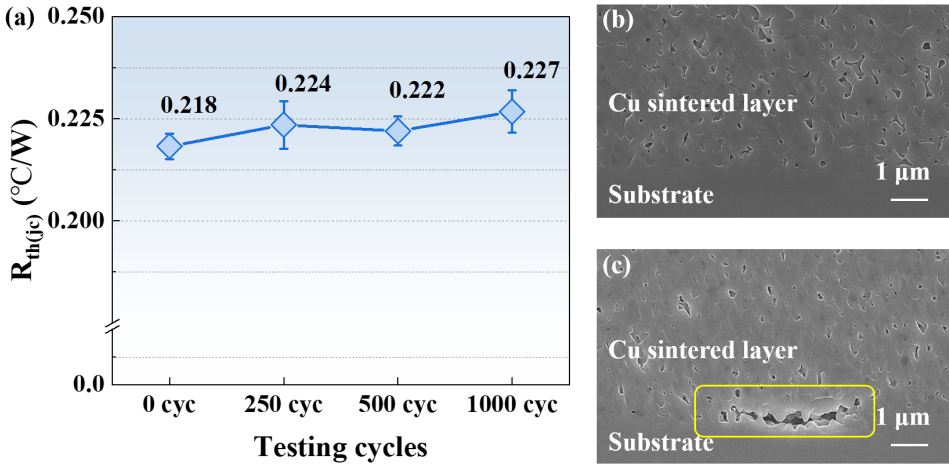 (a)
0.250
0.225
0.200
0.0
R_th(jc) (°C/W)
0.218
0.224
0.222
0.227
0 cyc
250 cyc
500 cyc
1000 cyc
Testing cycles
(b)
Cu sintered layer
1 μm
Substrate
(c)
Cu sintered layer
1 μm
Substrate